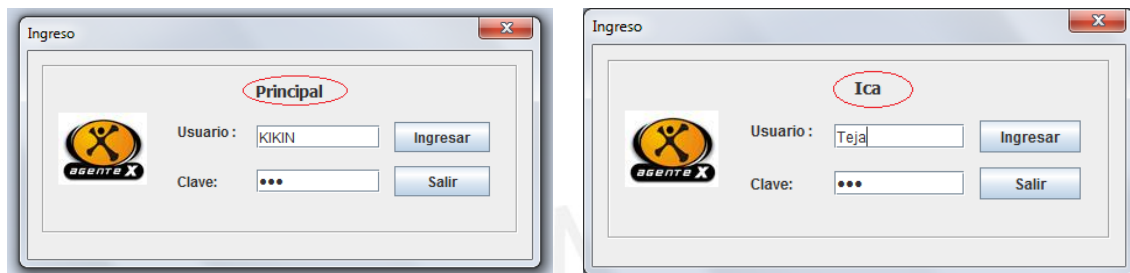 Ingreso
Principal
Usuario :
KIKIN
Ingresar
agente X
Clave:
●●●
Salir
Ingreso
Ica
Usuario :
Teja
Ingresar
agente X
Clave:
●●●
Salir